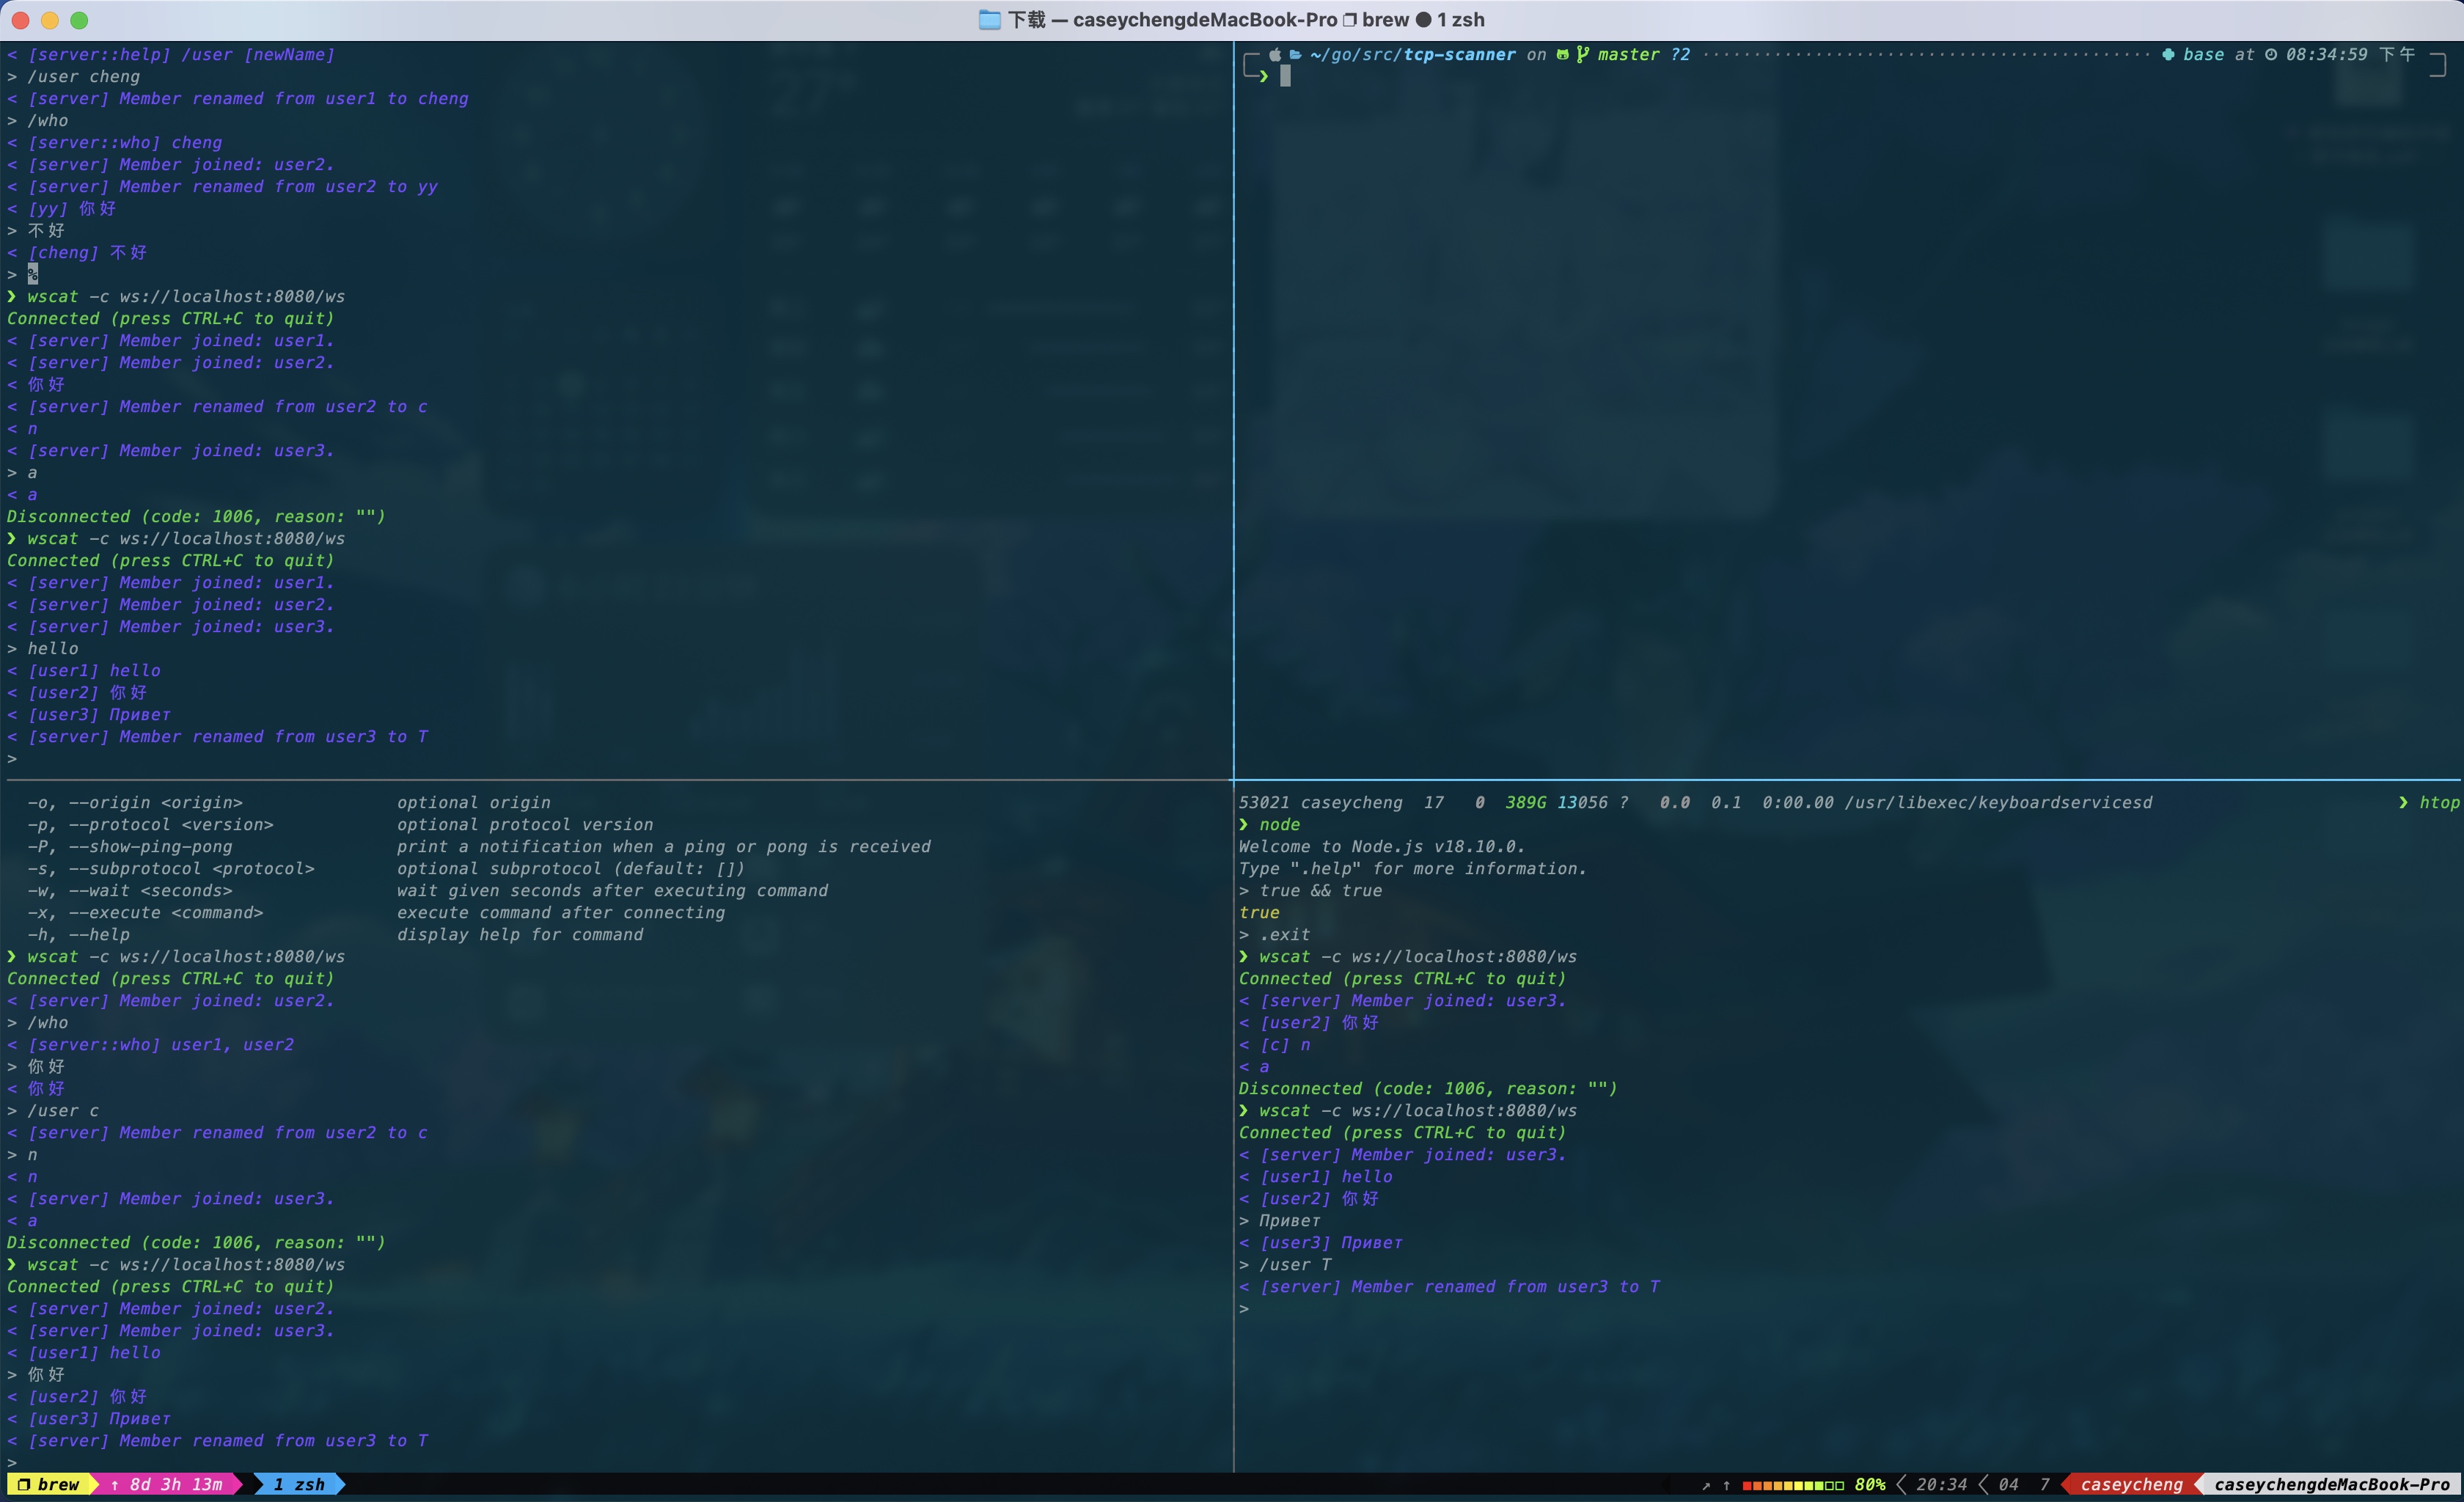 下载 — caseychengdeMacBook-Pro ❐ brew ● 1 zsh
< [server::help] /user [newName]
> /user cheng
< [server] Member renamed from user1 to cheng
> /who
< [server::who] cheng
< [server] Member joined: user2.
< [server] Member renamed from user2 to yy
< [yy] 你好
> 不好
< [cheng] 不好
> %
❯ wscat -c ws://localhost:8080/ws
Connected (press CTRL+C to quit)
< [server] Member joined: user1.
< [server] Member joined: user2.
< 你好
< [server] Member renamed from user2 to c
< n
< [server] Member joined: user3.
> a
< a
Disconnected (code: 1006, reason: "")
❯ wscat -c ws://localhost:8080/ws
Connected (press CTRL+C to quit)
< [server] Member joined: user1.
< [server] Member joined: user2.
< [server] Member joined: user3.
> hello
< [user1] hello
< [user2] 你好
< [user3] Привет
< [server] Member renamed from user3 to T
>
~/go/src/tcp-scanner on master ?2 base at 08:34:59 下午
❯
-o, --origin <origin> optional origin
-p, --protocol <version> optional protocol version
-P, --show-ping-pong print a notification when a ping or pong is received
-s, --subprotocol <protocol> optional subprotocol (default: [])
-w, --wait <seconds> wait given seconds after executing command
-x, --execute <command> execute command after connecting
-h, --help display help for command
❯ wscat -c ws://localhost:8080/ws
Connected (press CTRL+C to quit)
< [server] Member joined: user2.
> /who
< [server::who] user1, user2
> 你好
< 你好
> /user c
< [server] Member renamed from user2 to c
> n
< n
< [server] Member joined: user3.
< a
Disconnected (code: 1006, reason: "")
❯ wscat -c ws://localhost:8080/ws
Connected (press CTRL+C to quit)
< [server] Member joined: user2.
< [server] Member joined: user3.
< [user1] hello
> 你好
< [user2] 你好
< [user3] Привет
< [server] Member renamed from user3 to T
>
53021 caseycheng 17 0 389G 13056 ? 0.0 0.1 0:00.00 /usr/libexec/keyboardservicesd ❯ htop
❯ node
Welcome to Node.js v18.10.0.
Type ".help" for more information.
> true && true
true
> .exit
❯ wscat -c ws://localhost:8080/ws
Connected (press CTRL+C to quit)
< [server] Member joined: user3.
< [user2] 你好
< [c] n
< a
Disconnected (code: 1006, reason: "")
❯ wscat -c ws://localhost:8080/ws
Connected (press CTRL+C to quit)
< [server] Member joined: user3.
< [user1] hello
< [user2] 你好
> Привет
< [user3] Привет
> /user T
< [server] Member renamed from user3 to T
>
❐ brew ↑ 8d 3h 13m 1 zsh ↗ ↑ 80% 20:34 04 7 caseycheng caseychengdeMacBook-Pro